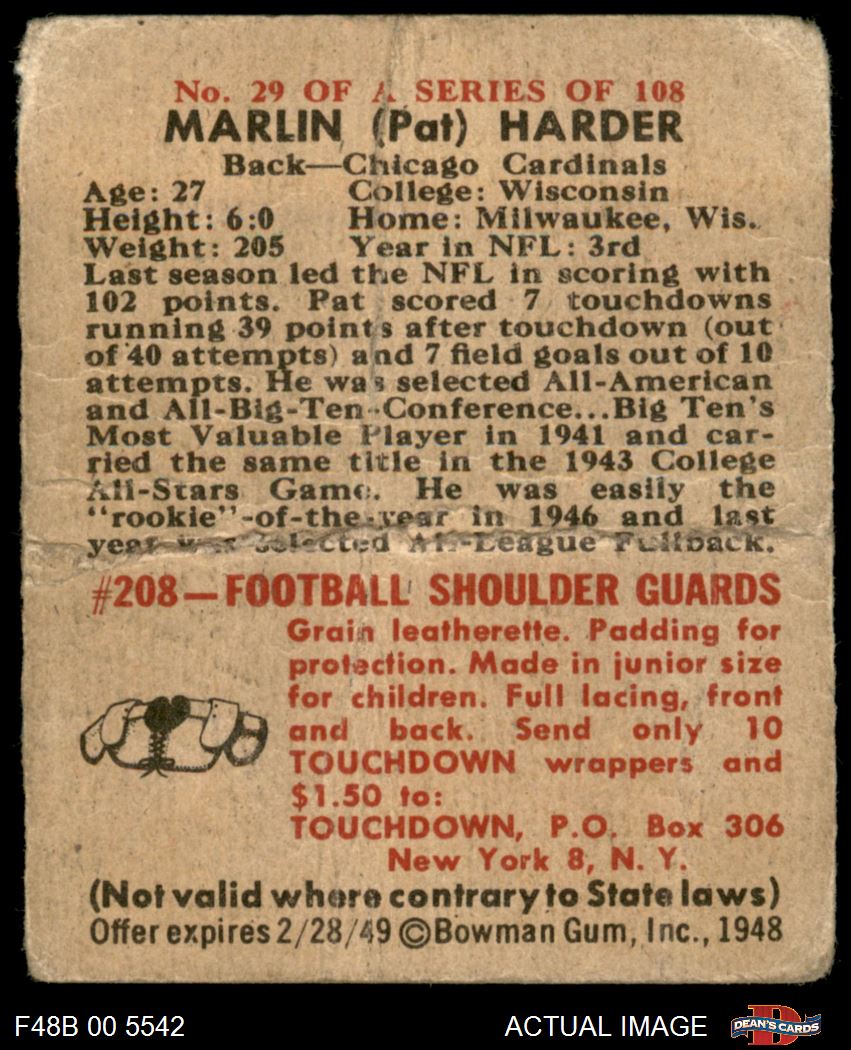 No. 29 OF A SERIES OF 108
MARLIN (Pat) HARDER
Back—Chicago Cardinals
Age: 27 College: Wisconsin
Height: 6:0 Home: Milwaukee, Wis.
Weight: 205 Year in NFL: 3rd
Last season led the NFL in scoring with
102 points. Pat scored 7 touchdowns
running 39 points after touchdown (out
of 40 attempts) and 7 field goals out of 10
attempts. He was selected All-American
and All-Big-Ten-Conference...Big Ten's
Most Valuable Player in 1941 and car-
ried the same title in the 1943 College
All-Stars Game. He was easily the
"rookie"-of-the-year in 1946 and last
year was selected All-League Fullback.
#208—FOOTBALL SHOULDER GUARDS
Grain leatherette. Padding for
protection. Made in junior size
for children. Full lacing, front
and back. Send only 10
TOUCHDOWN wrappers and
$1.50 to:
TOUCHDOWN, P.O. Box 306
New York 8, N. Y.
(Not valid where contrary to State laws)
Offer expires 2/28/49 ©Bowman Gum, Inc., 1948
F48B 00 5542 ACTUAL IMAGE DEAN'S CARDS